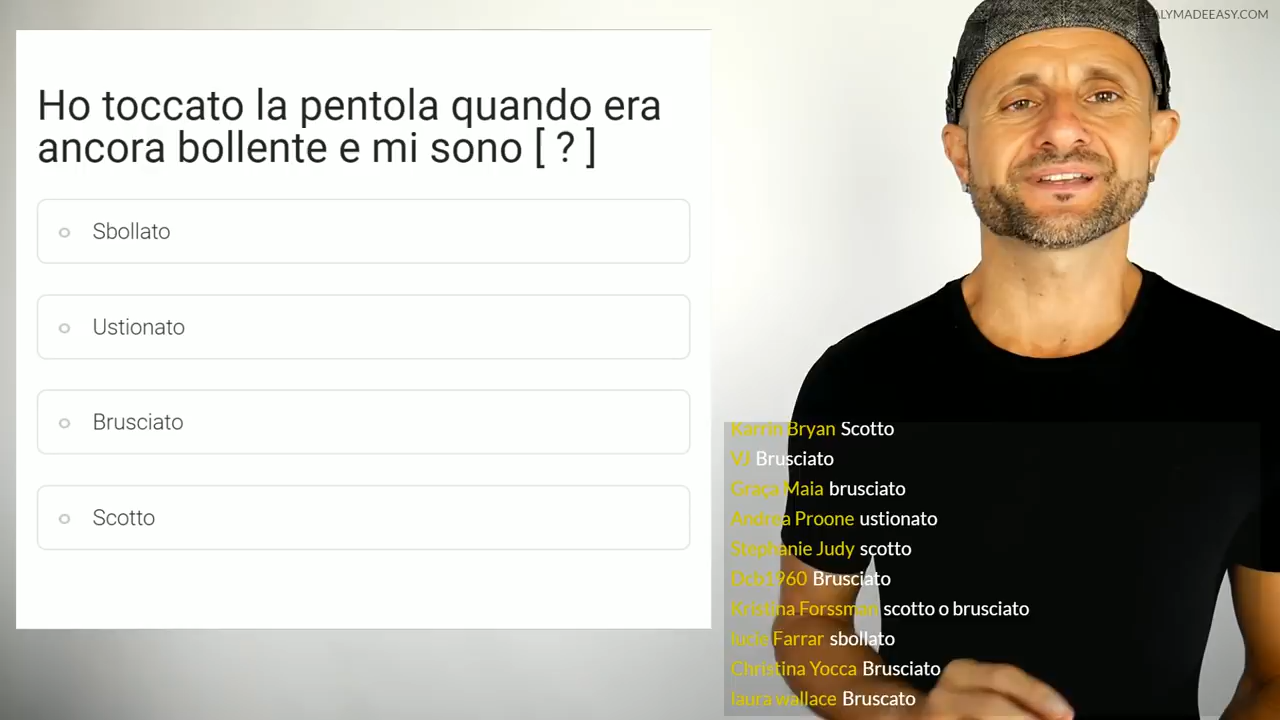 ALYMADEEASY.COM
Ho toccato la pentola quando era
ancora bollente e mi sono [ ? ]
Sbollato
Ustionato
Brusciato
Scotto
Karrin Bryan Scotto
VJ Brusciato
Graça Maia brusciato
Andrea Proone ustionato
Stephanie Judy scotto
Dcb1960 Brusciato
Kristina Forssman scotto o brusciato
lucie Farrar sbollato
Christina Yocca Brusciato
laura wallace Bruscato